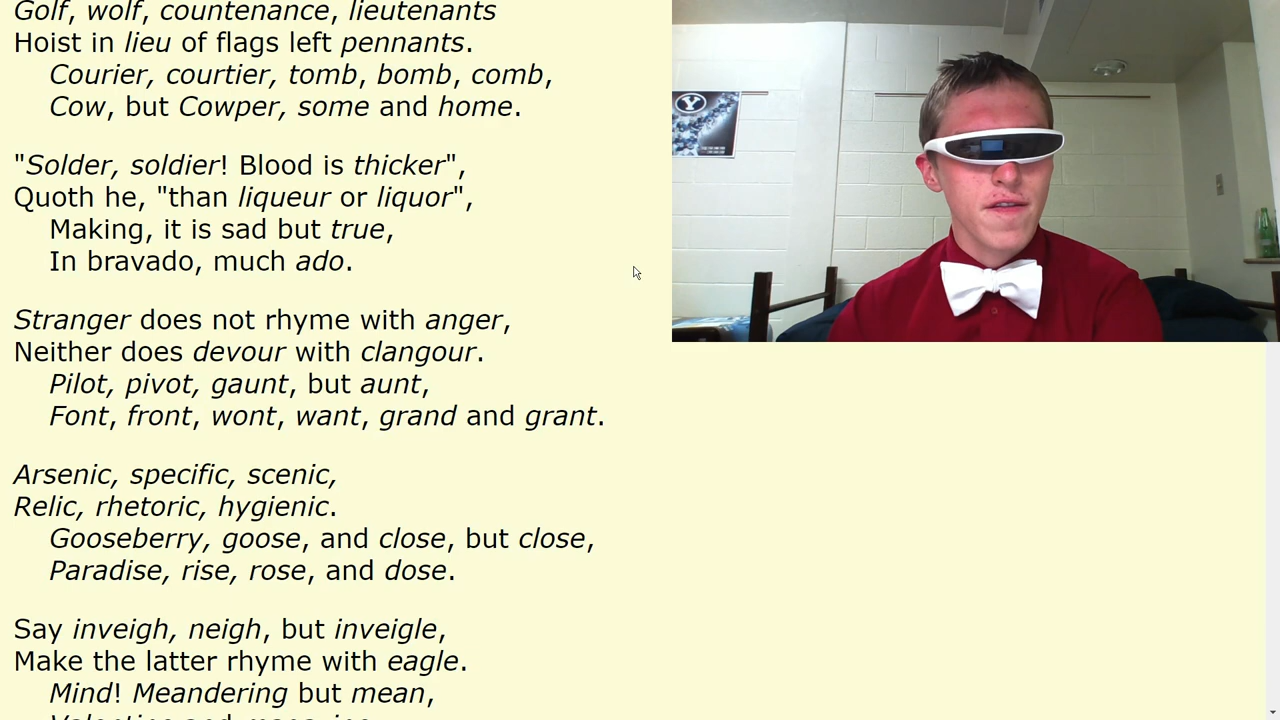 Golf, wolf, countenance, lieutenants
Hoist in lieu of flags left pennants.
Courier, courtier, tomb, bomb, comb,
Cow, but Cowper, some and home.
"Solder, soldier! Blood is thicker",
Quoth he, "than liqueur or liquor",
Making, it is sad but true,
In bravado, much ado.
Stranger does not rhyme with anger,
Neither does devour with clangour.
Pilot, pivot, gaunt, but aunt,
Font, front, wont, want, grand and grant.
Arsenic, specific, scenic,
Relic, rhetoric, hygienic.
Gooseberry, goose, and close, but close,
Paradise, rise, rose, and dose.
Say inveigh, neigh, but inveigle,
Make the latter rhyme with eagle.
Mind! Meandering but mean,
Y